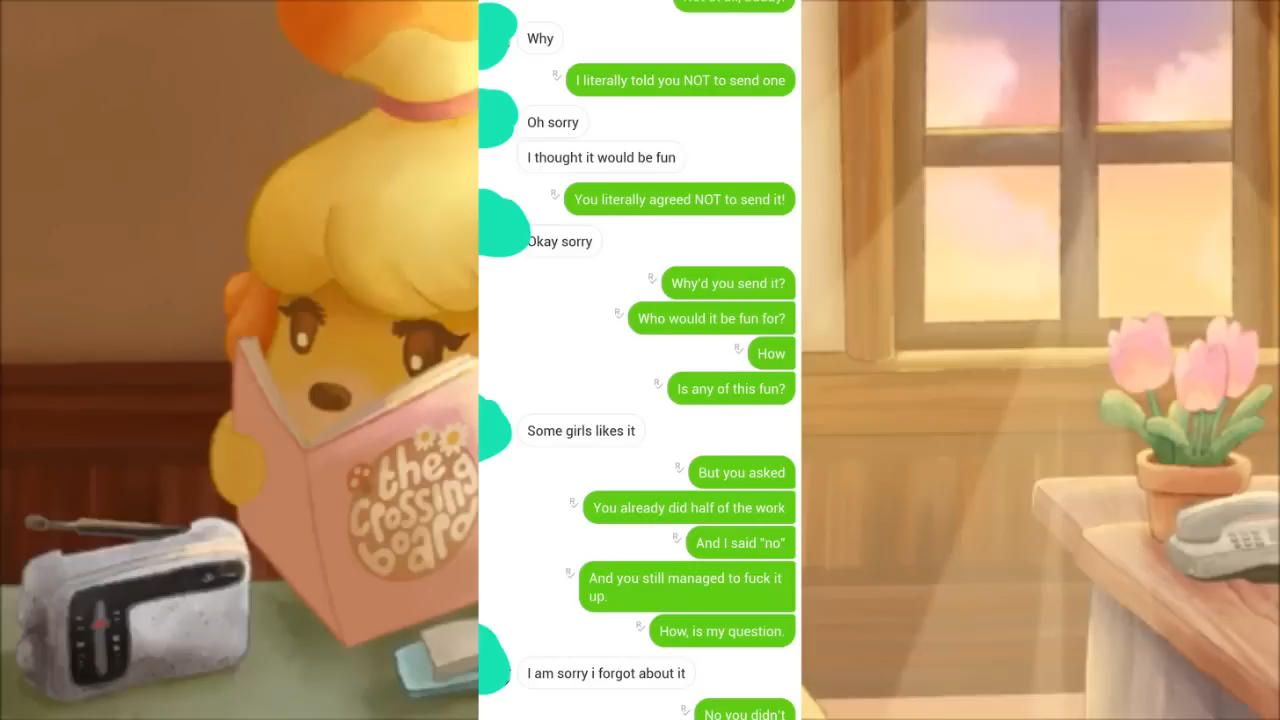 Why
I literally told you NOT to send one
Oh sorry
I thought it would be fun
You literally agreed NOT to send it!
Okay sorry
Why'd you send it?
Who would it be fun for?
How
Is any of this fun?
Some girls likes it
But you asked
You already did half of the work
And I said "no"
And you still managed to fuck it
up.
How, is my question.
I am sorry i forgot about it
No you didn't
the
Crossing
board